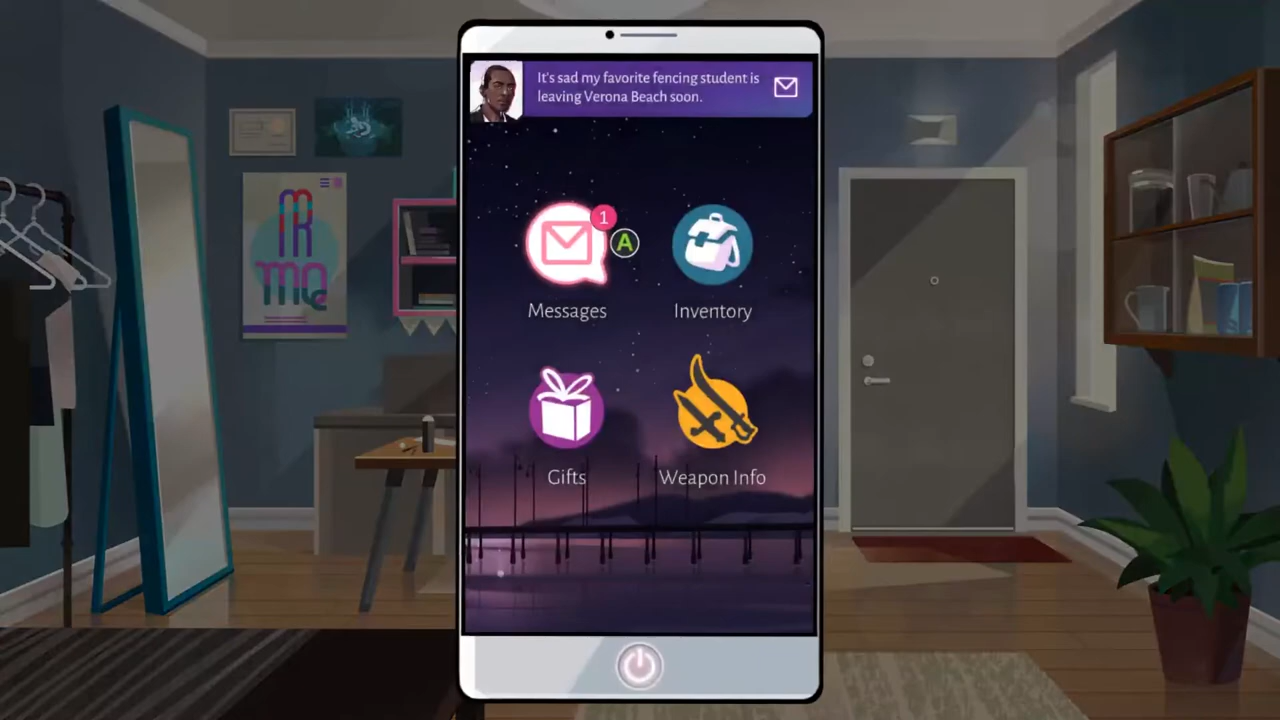 It's sad my favorite fencing student is
leaving Verona Beach soon.
1
A
Messages
Inventory
Gifts
Weapon Info